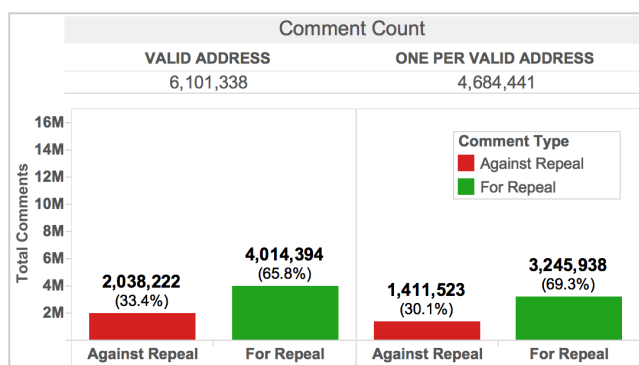 Comment Count
VALID ADDRESS ONE PER VALID ADDRESS
6,101,338 4,684,441
16M
14M
12M
10M
8M
6M
4M
2M
Total Comments
Comment Type
Against Repeal
For Repeal
2,038,222
(33.4%)
4,014,394
(65.8%)
1,411,523
(30.1%)
3,245,938
(69.3%)
Against Repeal For Repeal Against Repeal For Repeal